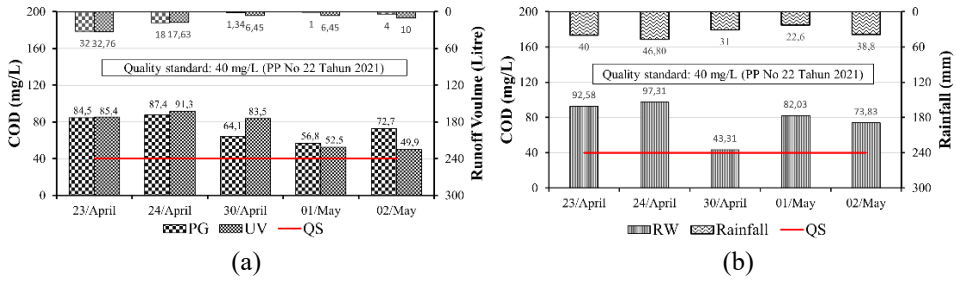 200
160
120
80
40
0
COD (mg/L)
32 32,76
18 17,63
1,34 6,45
1 6,45
4 10
Quality standard: 40 mg/L (PP No 22 Tahun 2021)
84,5 85,4
87,4 91,3
64,1 83,5
56,8 52,5
72,7 49,9
0
60
120
180
240
300
Runoff Voulme (Litre)
23/April 24/April 30/April 01/May 02/May
PG UV QS
(a)
200
160
120
80
40
0
COD (mg/L)
40 46,80 31 22,6 38,8
Quality standard: 40 mg/L (PP No 22 Tahun 2021)
92,58 97,31 43,31 82,03 73,83
0
60
120
180
240
300
Rainfall (mm)
23/April 24/April 30/April 01/May 02/May
RW Rainfall QS
(b)